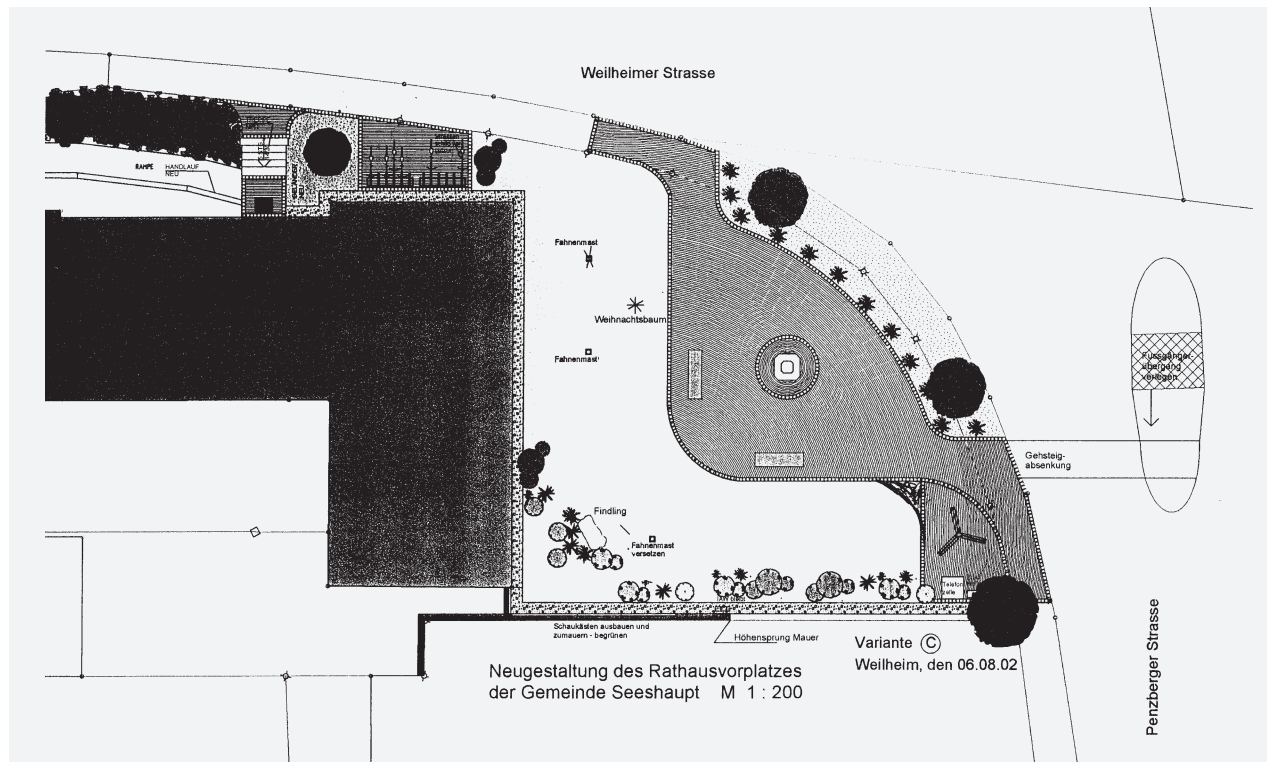 Weilheimer Strasse
RAMPE
HANDLAUF
NEU
Fahnenmast
Weihnachtsbaum
Fahnenmast
Fussgänger-
übergang
verlegen
Gehsteig-
absenkung
Findling
Fahnenmast
versetzen
Telefon
zelle
Schaukästen ausbauen und
zumauern - begrünen
Höhensprung Mauer
Variante C
Weilheim, den 06.08.02
Neugestaltung des Rathausvorplatzes
der Gemeinde Seeshaupt M 1 : 200
Penzberger Strasse